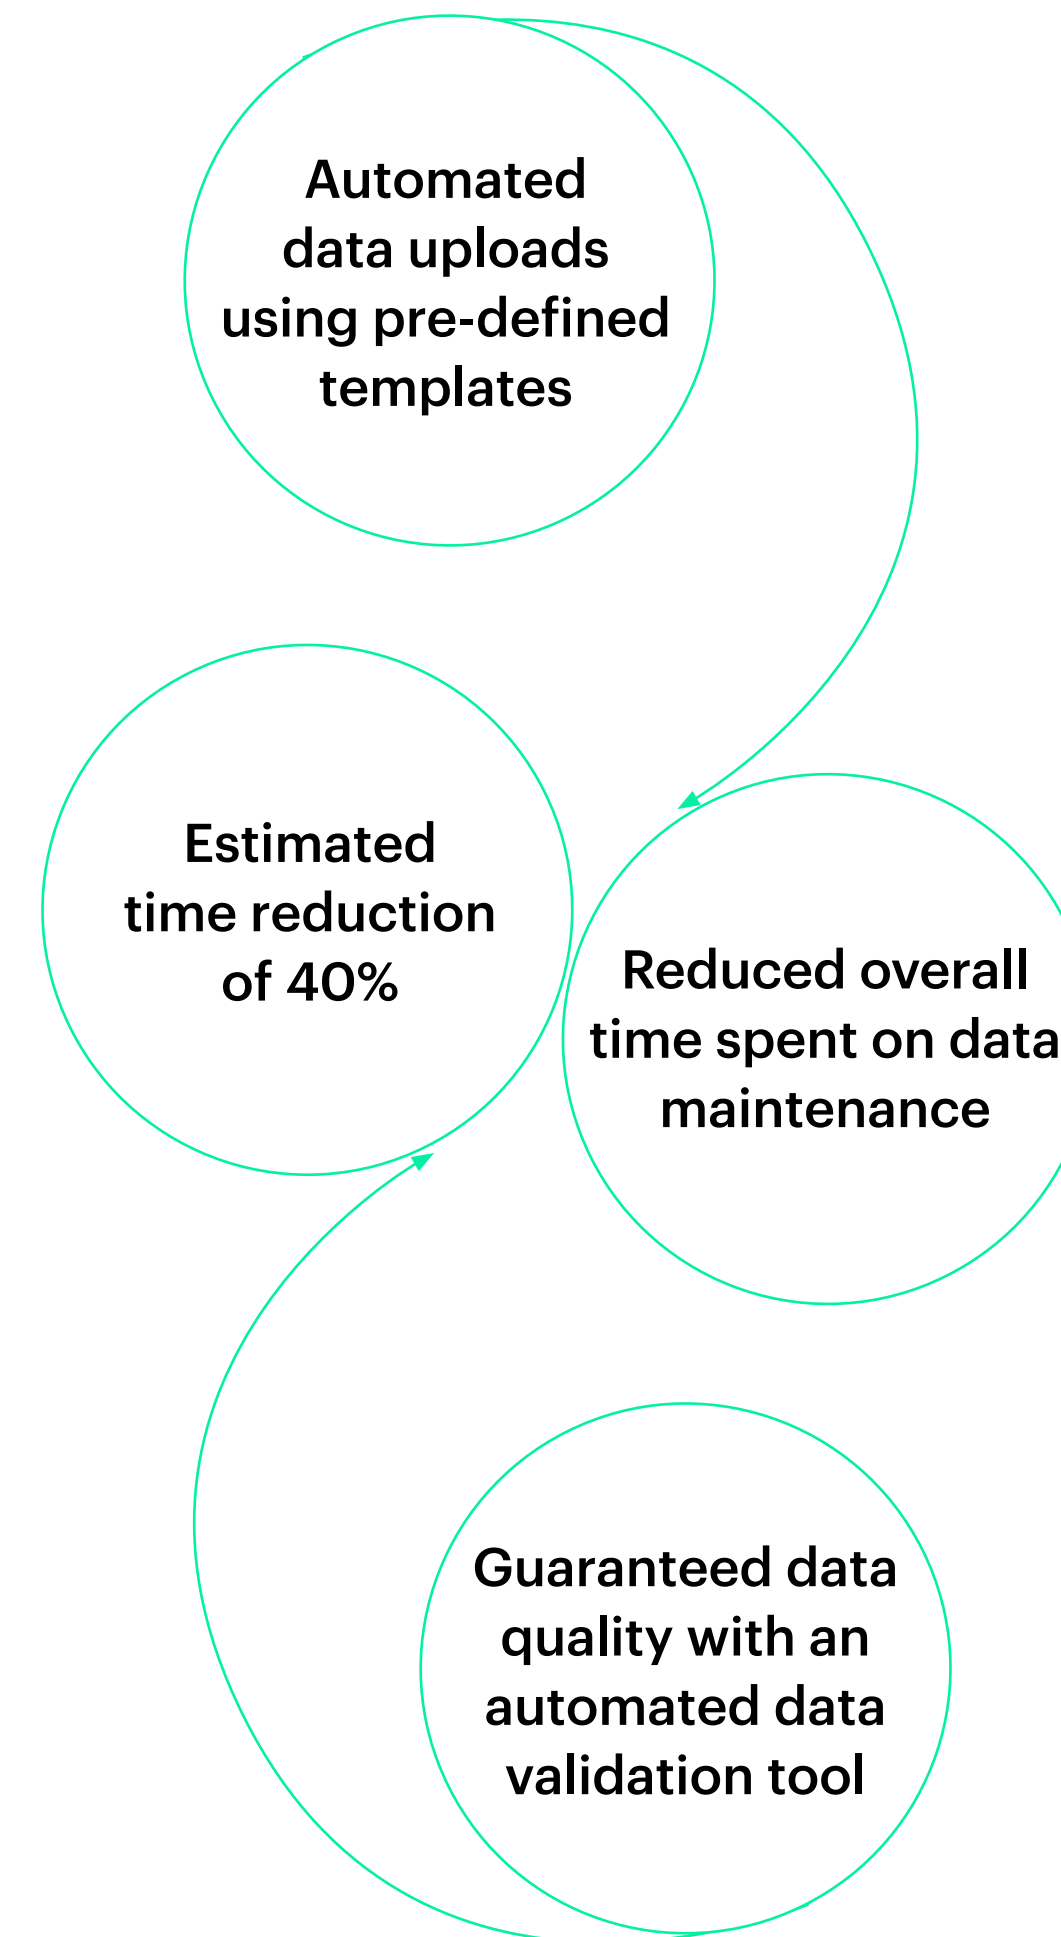 Automated
data uploads
using pre-defined
templates
Estimated
time reduction
of 40%
Reduced overall
time spent on data
maintenance
Guaranteed data
quality with an
automated data
validation tool